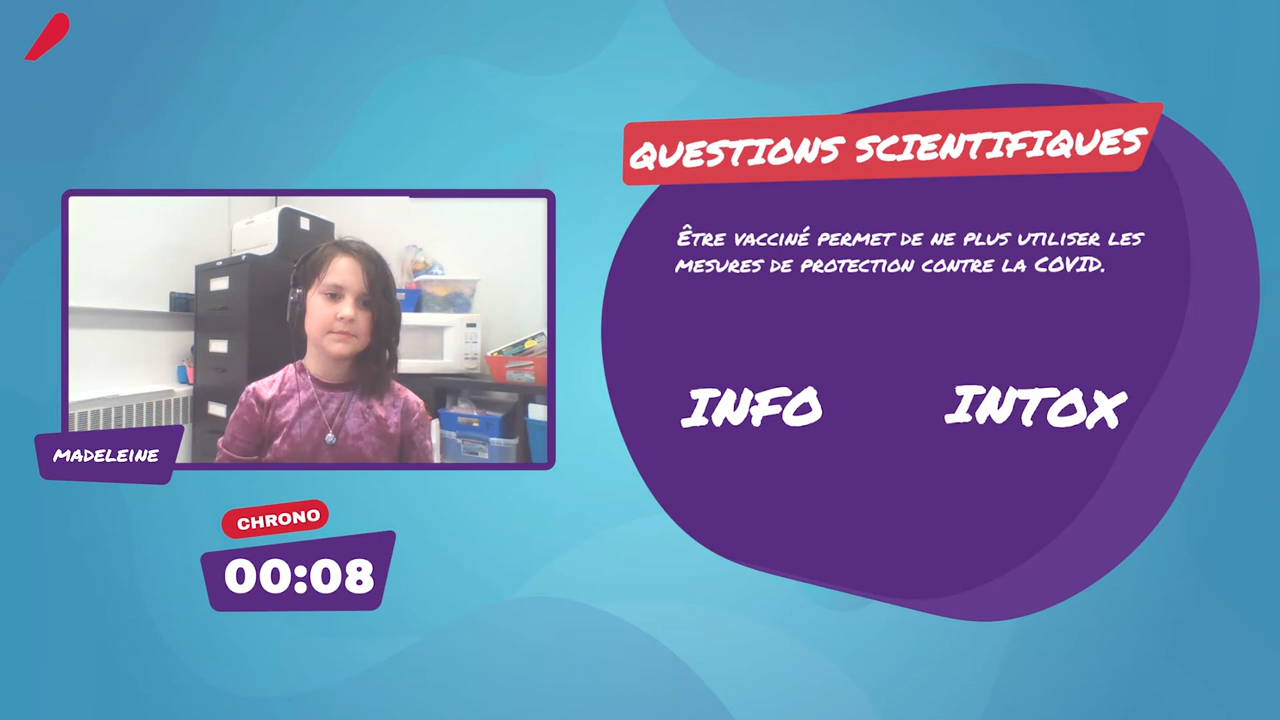 QUESTIONS SCIENTIFIQUES
ÊTRE VACCINÉ PERMET DE NE PLUS UTILISER LES
MESURES DE PROTECTION CONTRE LA COVID.
INFO INTOX
MADELEINE
CHRONO
00:08